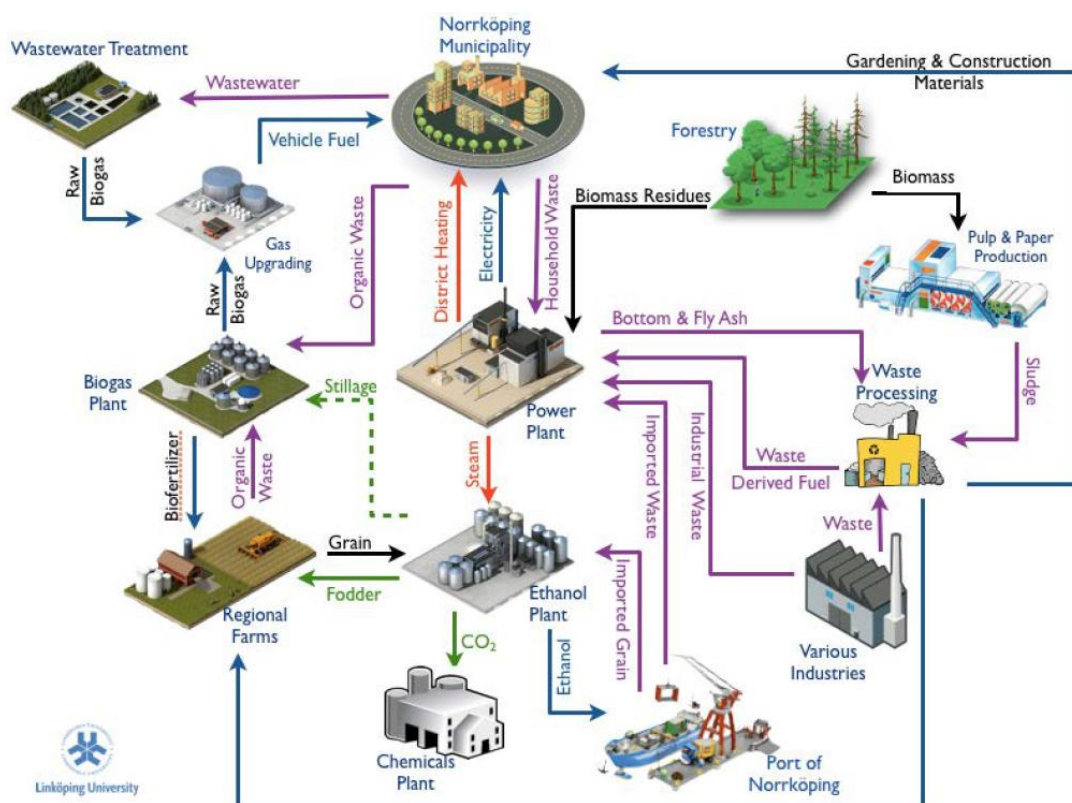 Norrköping
Municipality
Wastewater Treatment
Wastewater
Gardening & Construction
Materials
Forestry
Vehicle Fuel
Raw
Biogas
Biomass Residues
Biomass
Gas
Upgrading
Organic Waste
District Heating
Electricity
Household Waste
Pulp & Paper
Production
Raw
Biogas
Bottom & Fly Ash
Biogas
Plant
Stillage
Power
Plant
Waste
Processing
Sludge
Biofertilizer
Organic
Waste
Steam
Imported Waste
Industrial Waste
Waste
Derived Fuel
Waste
Grain
Fodder
Regional
Farms
Ethanol
Plant
Imported Grain
Various
Industries
CO₂
Ethanol
Chemicals
Plant
Port of
Norrköping
Linköping University